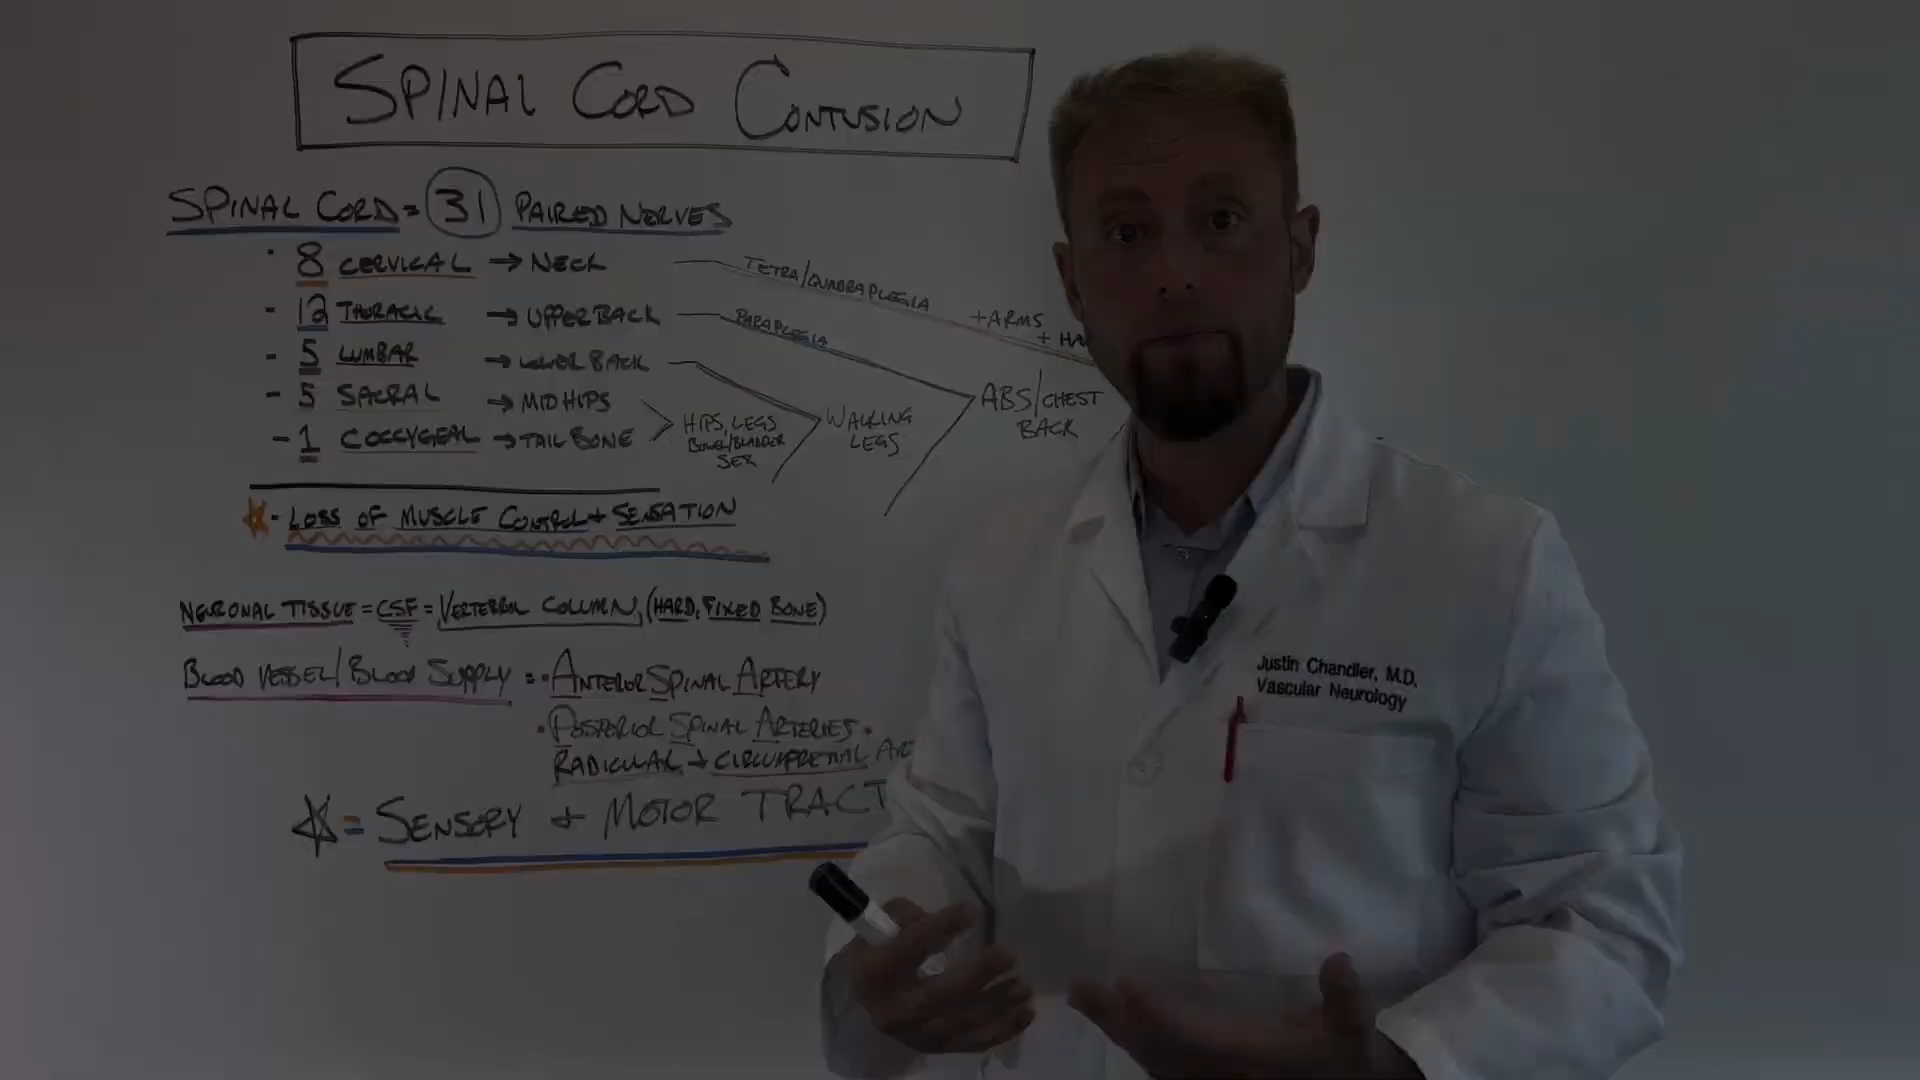 SPINAL CORD CONTUSION
SPINAL CORD = 31 PAIRED NERVES
· 8 CERVICAL → NECK
TETRA/QUADRAPLEGIA
+ARMS
- 12 THORACIC → UPPER BACK
PARAPLEGIA
- 5 LUMBAR → LOWER BACK
- 5 SACRAL → MID HIPS
- 1 COCCYGEAL → TAIL BONE
HIPS, LEGS
BOWEL/BLADDER
SEX
WALKING
LEGS
ABS/CHEST
BACK
- LOSS OF MUSCLE CONTROL + SENSATION
NEURONAL TISSUE = CSF = VERTEBRAL COLUMN, (HARD, FIXED BONE)
BLOOD VESSEL/BLOOD SUPPLY = · ANTERIOR SPINAL ARTERY
· POSTERIOR SPINAL ARTERIES ·
RADICULAR +
= SENSORY + MOTOR TRACT
Justin Chandler, M.D.
Vascular Neurology